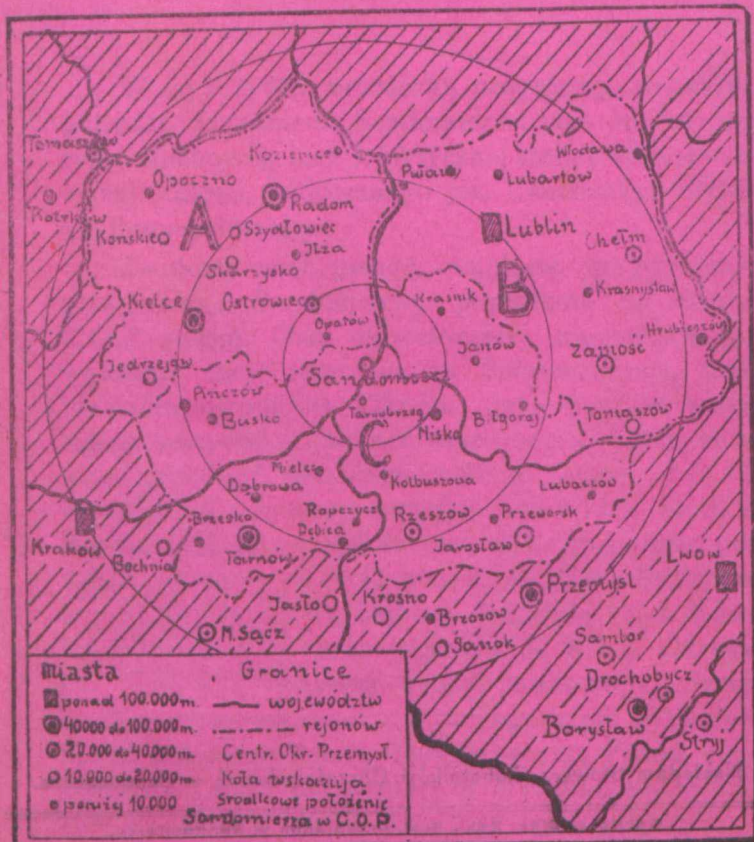 Tomaszów
Kozienice
Włodawa
Opoczno
Puławy
Lubartów
Piotrków
Radom
A
Szydłowiec
Lublin
Końskie
Iłża
Chełm
Skarżysko
B
Krasnystaw
Kielce
Ostrowiec
Kraśnik
Opatów
Hrubieszów
Janów
Zamość
Jędrzejów
Sandomierz
Pińczów
Tarnobrzeg
Biłgoraj
Busko
Nisko
Tomaszów
C
Mielec
Kolbuszowa
Lubaczów
Dąbrowa
Ropczyce
Rzeszów
Przeworsk
Brzesko
Dębica
Kraków
Tarnów
Jarosław
Bochnia
Lwów
Jasło
Krosno
Przemyśl
Brzozów
N. Sącz
Sanok
Sambor
Drochobycz
Borysław
Stryj
Miasta
ponad 100.000 m.
40000 do 100.000 m.
20.000 do 40.000 m.
10.000 do 20.000 m.
poniżej 10.000
Granice
województw
rejonów
Centr. Okr. Przemysł.
Koła wskazują
środkowe położenie
Sandomierza w C.O.P.